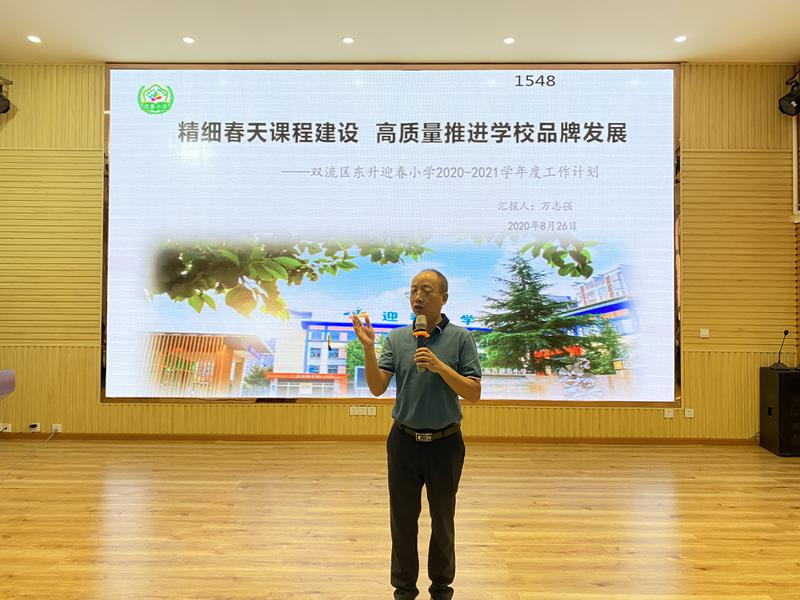 1548
精细春天课程建设 高质量推进学校品牌发展
——双流区东升迎春小学2020-2021学年度工作计划
汇报人：万志强
2020年8月26日
迎春 学